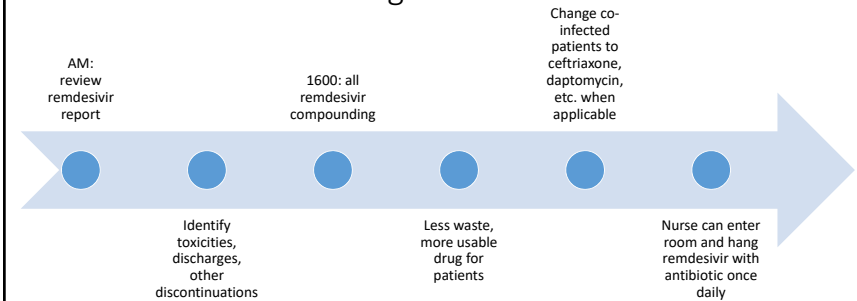 AM:
review
remdesivir
report
Identify
toxicities,
discharges,
other
discontinuations
1600: all
remdesivir
compounding
Less waste,
more usable
drug for
patients
Change co-
infected
patients to
ceftriaxone,
daptomycin,
etc. when
applicable
Nurse can enter
room and hang
remdesivir with
antibiotic once
daily